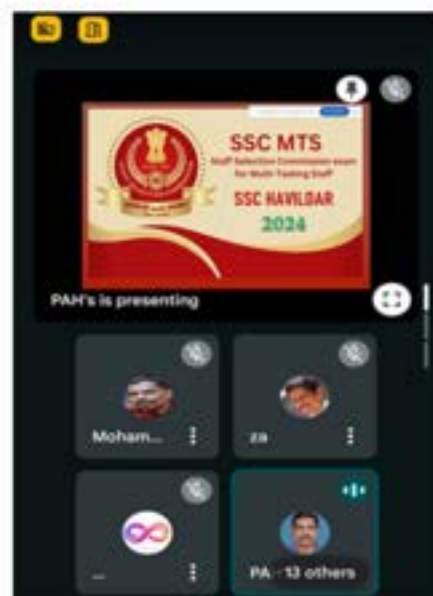 SSC MTS
Staff Selection Commission exam
for Multi-Tasking Staff
SSC HAVILDAR
2024
PAH's is presenting
Moham...
za
...
PA · 13 others